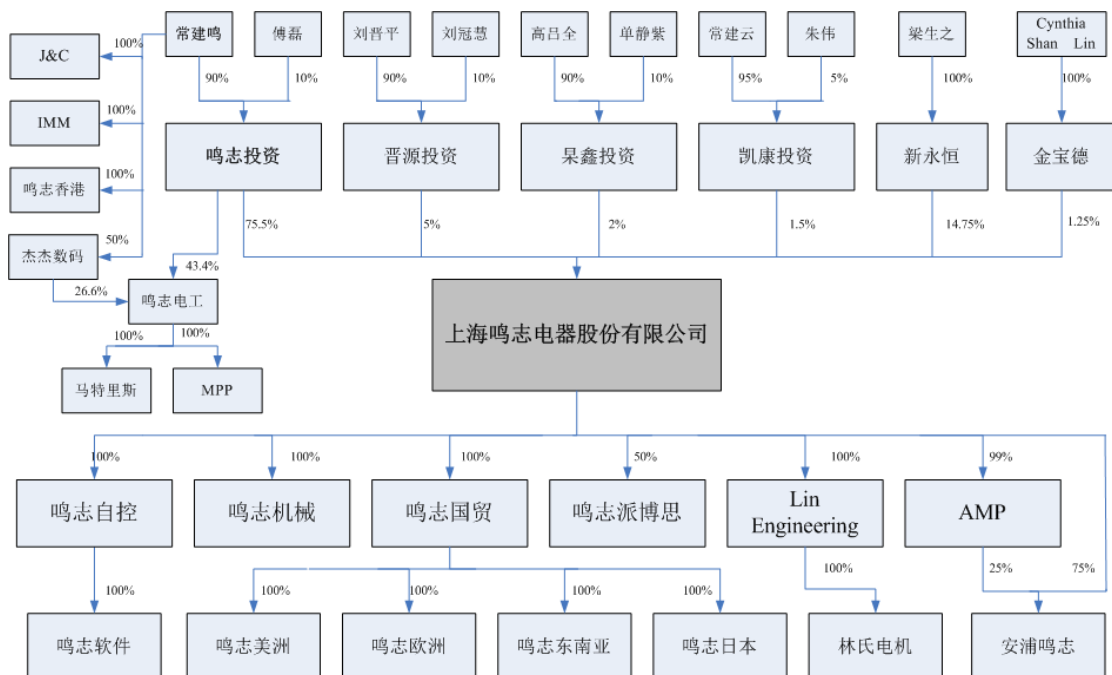 常建鸣
傅磊
刘晋平
刘冠慧
高吕全
单静紫
常建云
朱伟
梁生之
Cynthia
Shan Lin
J&C
100%
90%
10%
90%
10%
90%
10%
95%
5%
100%
100%
IMM
100%
鸣志投资
晋源投资
杲鑫投资
凯康投资
新永恒
金宝德
鸣志香港
100%
75.5%
5%
2%
1.5%
14.75%
1.25%
杰杰数码
50%
43.4%
26.6%
鸣志电工
100%
100%
马特里斯
MPP
上海鸣志电器股份有限公司
100%
100%
100%
50%
100%
99%
鸣志自控
鸣志机械
鸣志国贸
鸣志派博思
Lin
Engineering
AMP
100%
100%
100%
100%
100%
100%
25%
75%
鸣志软件
鸣志美洲
鸣志欧洲
鸣志东南亚
鸣志日本
林氏电机
安浦鸣志